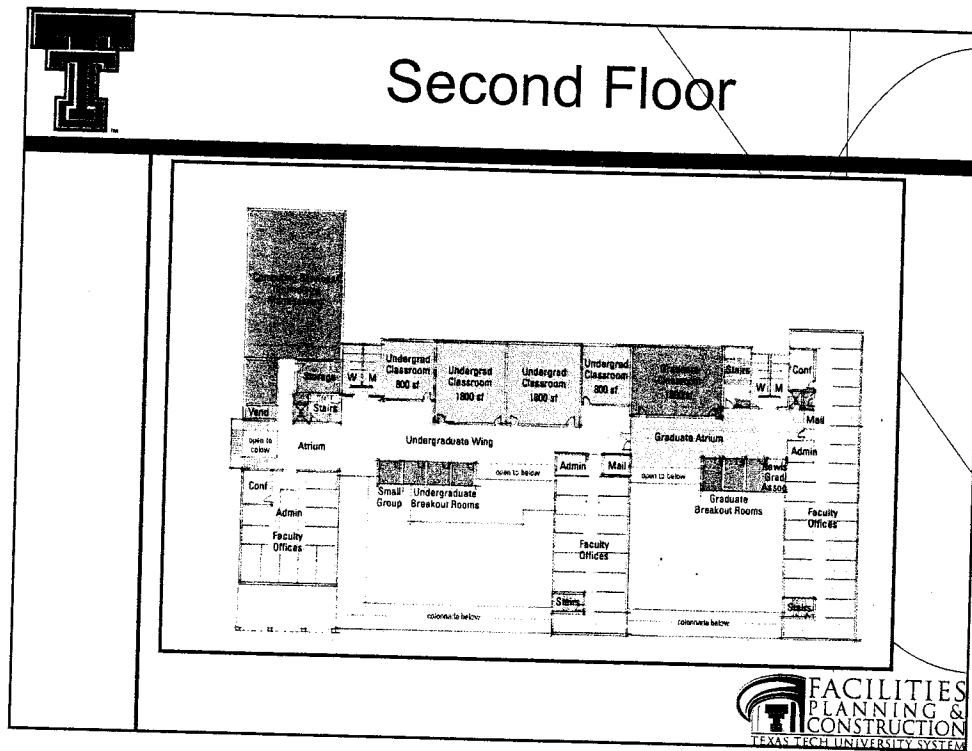 Second Floor
Storage
W M
Undergrad
Classroom
800 sf
Undergrad
Classroom
1800 sf
Undergrad
Classroom
1800 sf
Undergrad
Classroom
800 sf
Classroom
Stairs
W M
Conf
Vend
Stairs
Mail
open to
below
Atrium
Undergraduate Wing
Graduate Atrium
Admin
Conf
Small
Group
Undergraduate
Breakout Rooms
open to below
Admin
Mail
open to below
Grad
Assoc
Graduate
Breakout Rooms
Admin
Faculty
Offices
Faculty
Offices
Faculty
Offices
Stairs
Stairs
colonnade below
colonnade below
FACILITIES
PLANNING &
CONSTRUCTION
TEXAS TECH UNIVERSITY SYSTEM